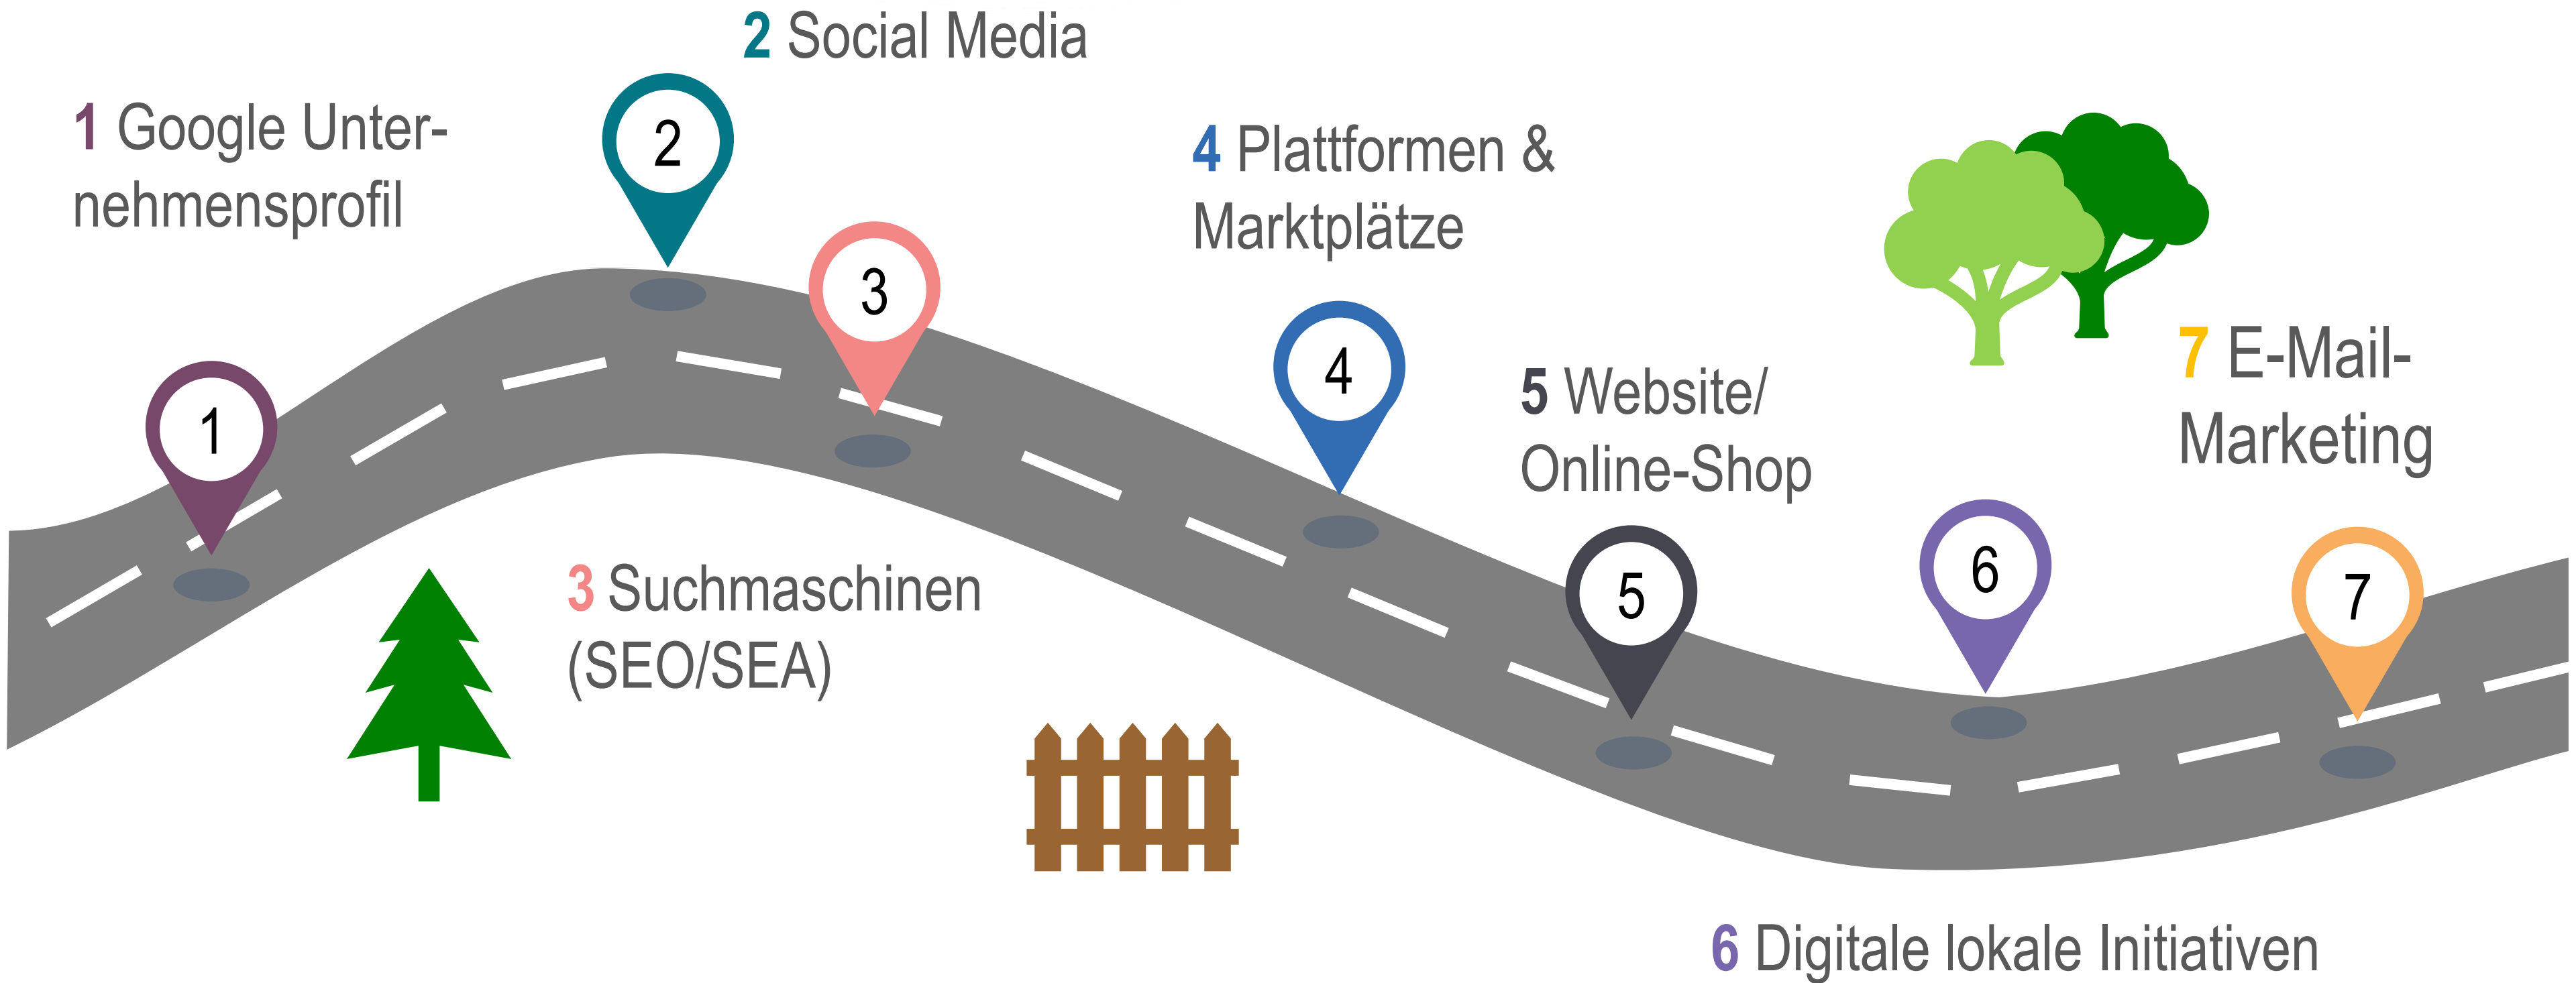 2 Social Media
1 Google Unter-
nehmensprofil
2
4 Plattformen &
Marktplätze
3
7 E-Mail-
Marketing
4
5 Website/
Online-Shop
1
3 Suchmaschinen
(SEO/SEA)
5
6
7
6 Digitale lokale Initiativen